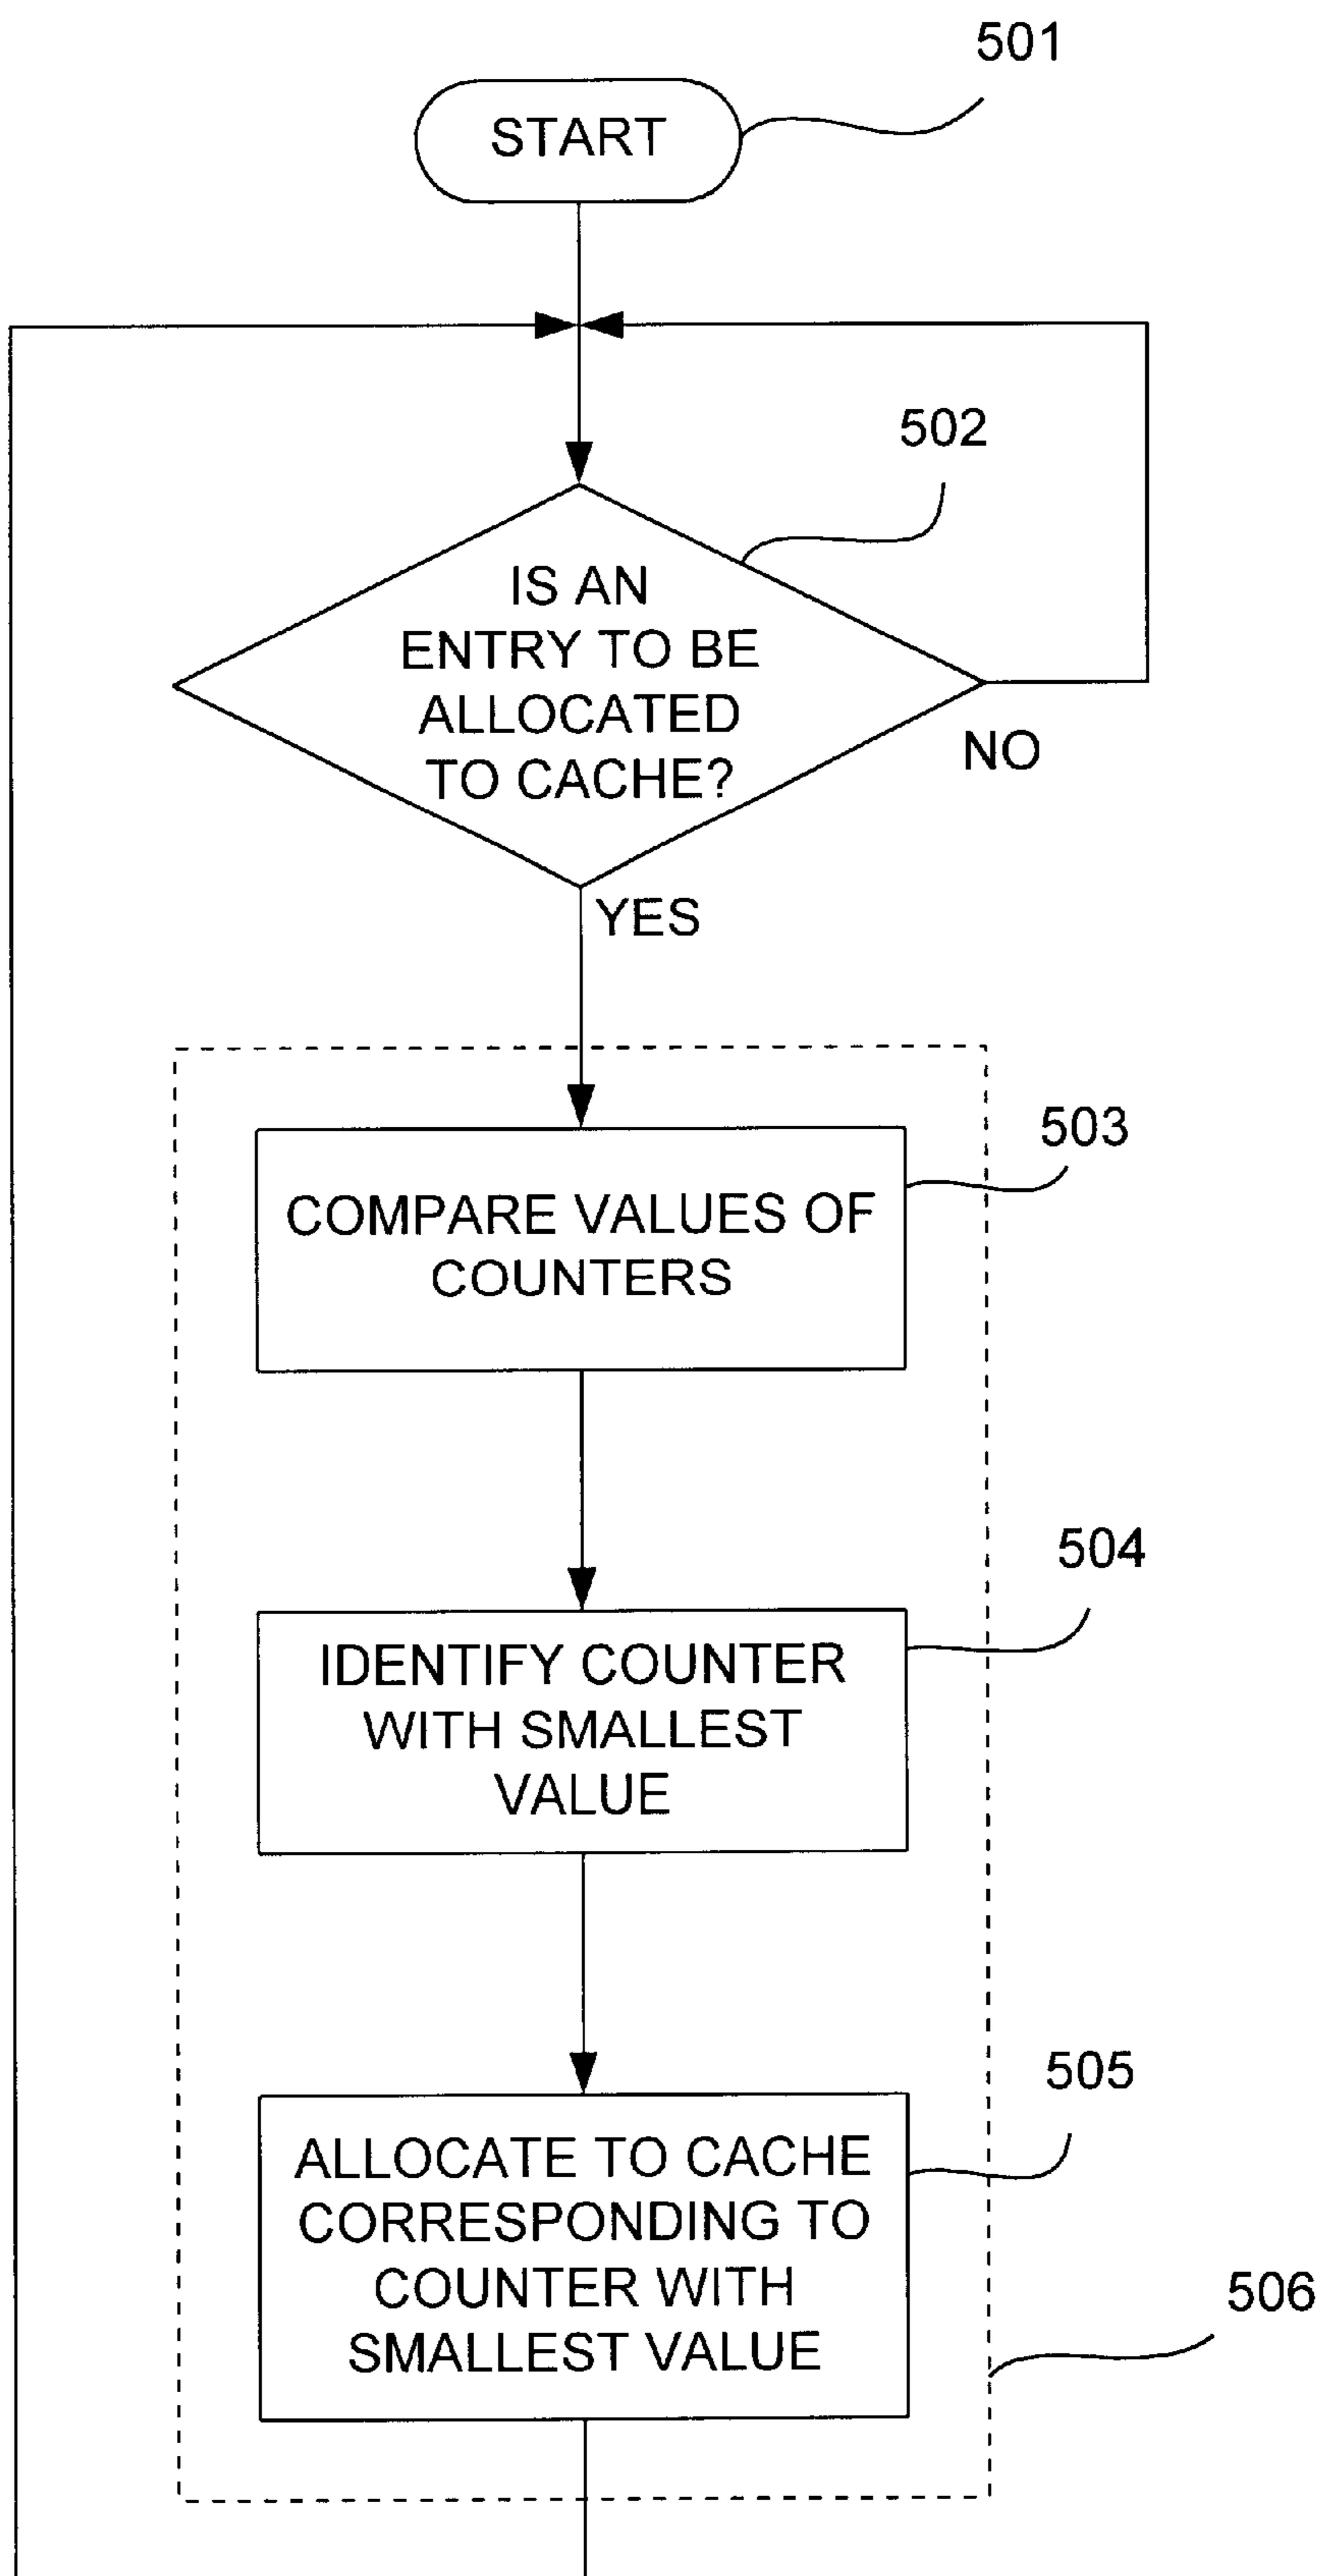 501
START
502
IS AN
ENTRY TO BE
ALLOCATED
TO CACHE?
NO
YES
503
COMPARE VALUES OF
COUNTERS
504
IDENTIFY COUNTER
WITH SMALLEST
VALUE
505
ALLOCATE TO CACHE
CORRESPONDING TO
COUNTER WITH
SMALLEST VALUE
506